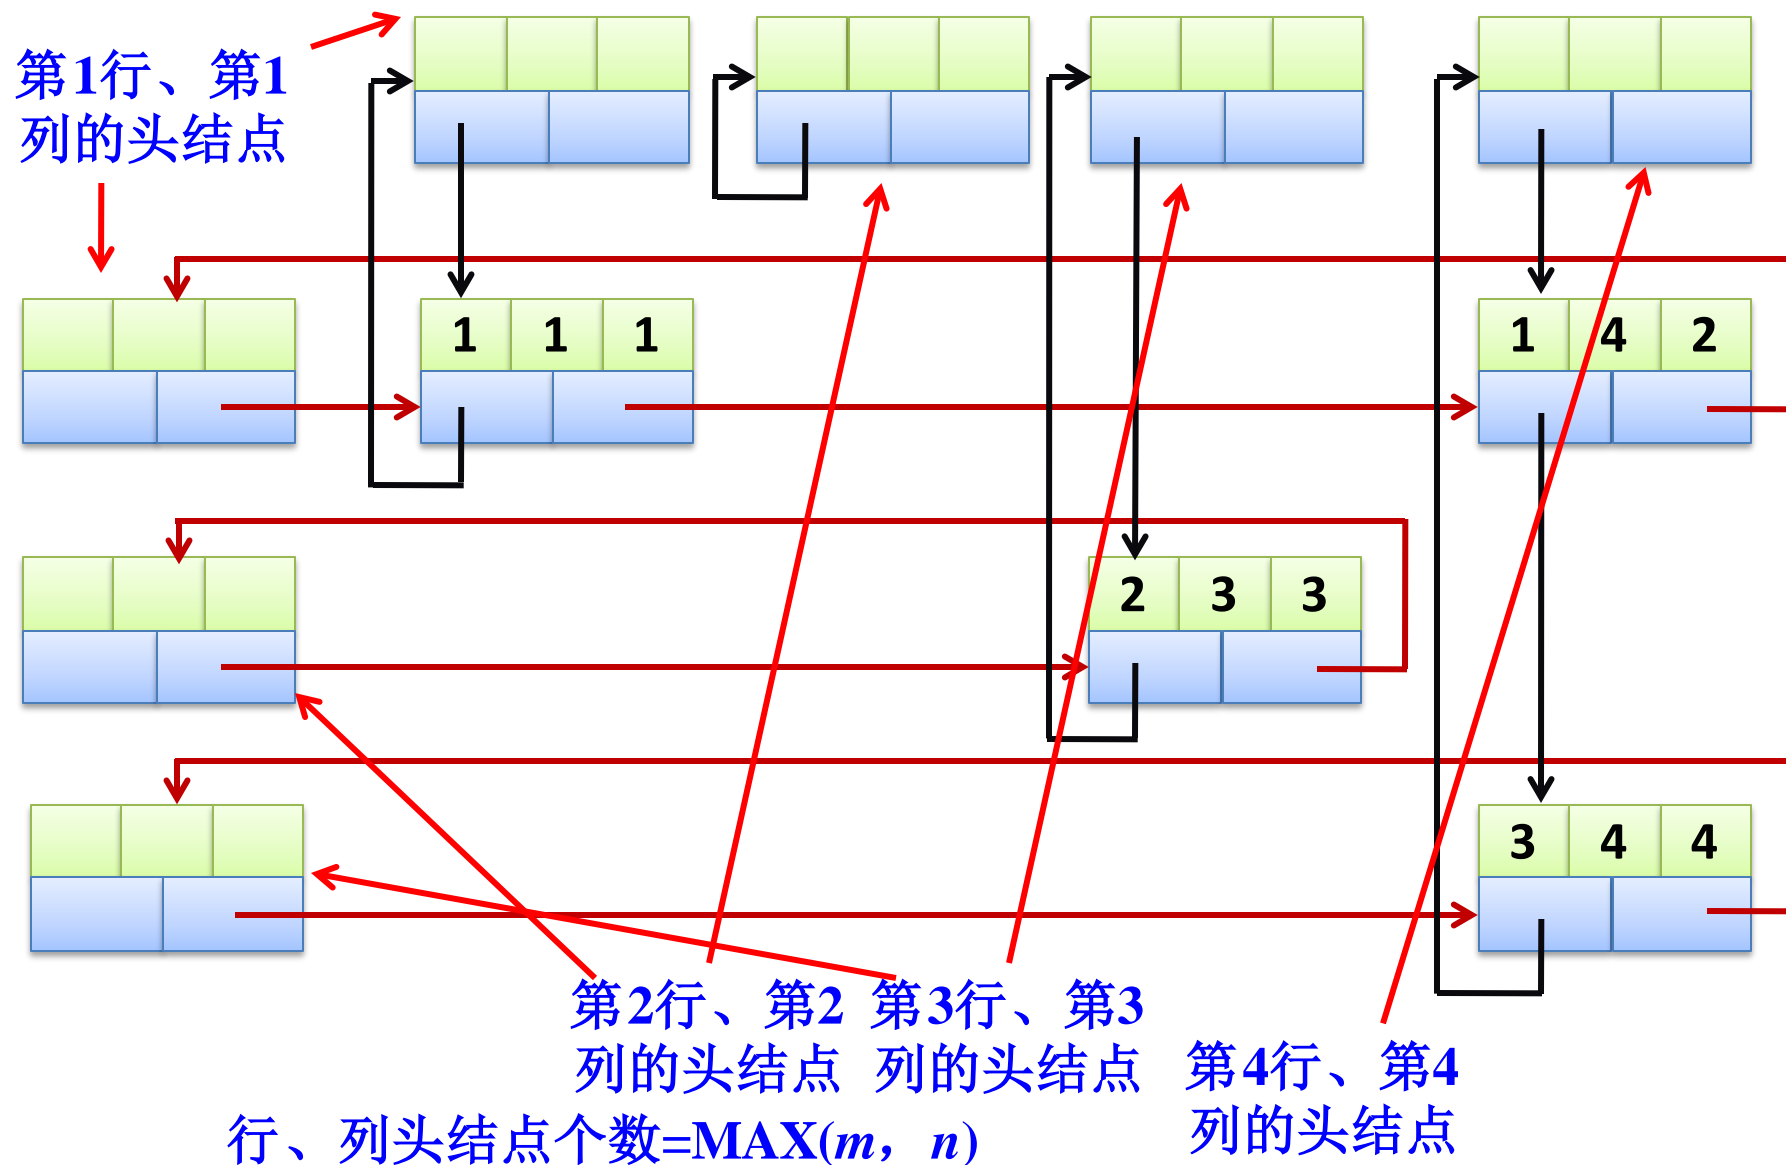 第1行、第1
列的头结点
1 1 1
1 4 2
2 3 3
3 4 4
第2行、第2
列的头结点
第3行、第3
列的头结点
第4行、第4
列的头结点
行、列头结点个数=MAX(m，n)